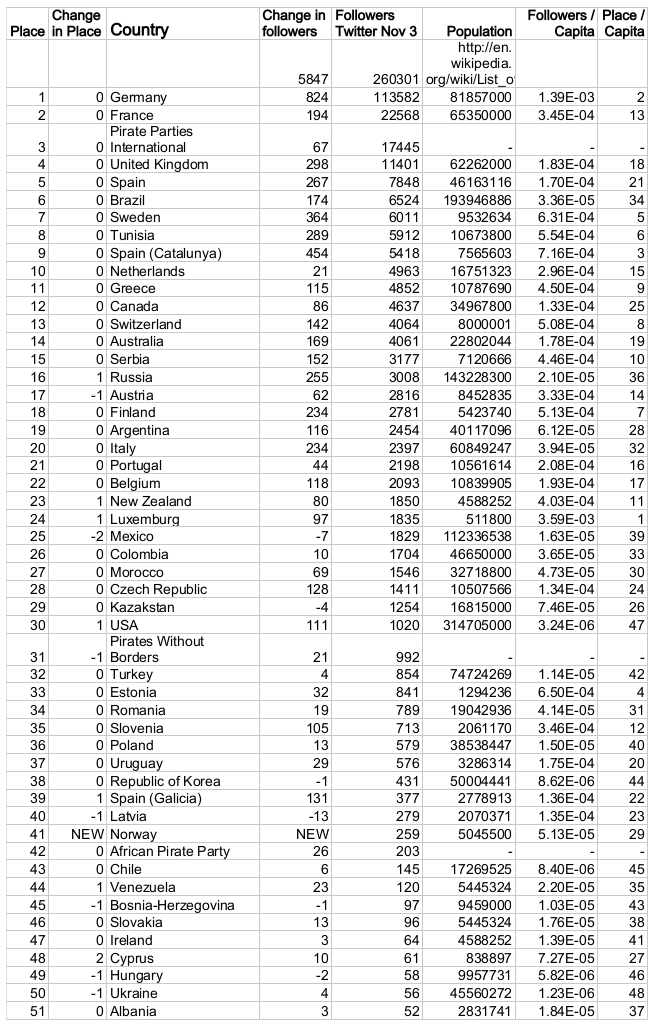 Place Change in Place Country Change in followers Followers Twitter Nov 3 Population Followers / Capita Place / Capita
5847 260301 http://en.wikipedia.org/wiki/List_o
1 0 Germany 824 113582 81857000 1.39E-03 2
2 0 France 194 22568 65350000 3.45E-04 13
3 0 Pirate Parties International 67 17445 - - -
4 0 United Kingdom 298 11401 62262000 1.83E-04 18
5 0 Spain 267 7848 46163116 1.70E-04 21
6 0 Brazil 174 6524 193946886 3.36E-05 34
7 0 Sweden 364 6011 9532634 6.31E-04 5
8 0 Tunisia 289 5912 10673800 5.54E-04 6
9 0 Spain (Catalunya) 454 5418 7565603 7.16E-04 3
10 0 Netherlands 21 4963 16751323 2.96E-04 15
11 0 Greece 115 4852 10787690 4.50E-04 9
12 0 Canada 86 4637 34967800 1.33E-04 25
13 0 Switzerland 142 4064 8000001 5.08E-04 8
14 0 Australia 169 4061 22802044 1.78E-04 19
15 0 Serbia 152 3177 7120666 4.46E-04 10
16 1 Russia 255 3008 143228300 2.10E-05 36
17 -1 Austria 62 2816 8452835 3.33E-04 14
18 0 Finland 234 2781 5423740 5.13E-04 7
19 0 Argentina 116 2454 40117096 6.12E-05 28
20 0 Italy 234 2397 60849247 3.94E-05 32
21 0 Portugal 44 2198 10561614 2.08E-04 16
22 0 Belgium 118 2093 10839905 1.93E-04 17
23 1 New Zealand 80 1850 4588252 4.03E-04 11
24 1 Luxemburg 97 1835 511800 3.59E-03 1
25 -2 Mexico -7 1829 112336538 1.63E-05 39
26 0 Colombia 10 1704 46650000 3.65E-05 33
27 0 Morocco 69 1546 32718800 4.73E-05 30
28 0 Czech Republic 128 1411 10507566 1.34E-04 24
29 0 Kazakstan -4 1254 16815000 7.46E-05 26
30 1 USA 111 1020 314705000 3.24E-06 47
31 -1 Pirates Without Borders 21 992 - - -
32 0 Turkey 4 854 74724269 1.14E-05 42
33 0 Estonia 32 841 1294236 6.50E-04 4
34 0 Romania 19 789 19042936 4.14E-05 31
35 0 Slovenia 105 713 2061170 3.46E-04 12
36 0 Poland 13 579 38538447 1.50E-05 40
37 0 Uruguay 29 576 3286314 1.75E-04 20
38 0 Republic of Korea -1 431 50004441 8.62E-06 44
39 1 Spain (Galicia) 131 377 2778913 1.36E-04 22
40 -1 Latvia -13 279 2070371 1.35E-04 23
41 NEW Norway NEW 259 5045500 5.13E-05 29
42 0 African Pirate Party 26 203 - - -
43 0 Chile 6 145 17269525 8.40E-06 45
44 1 Venezuela 23 120 5445324 2.20E-05 35
45 -1 Bosnia-Herzegovina -1 97 9459000 1.03E-05 43
46 0 Slovakia 13 96 5445324 1.76E-05 38
47 0 Ireland 3 64 4588252 1.39E-05 41
48 2 Cyprus 10 61 838897 7.27E-05 27
49 -1 Hungary -2 58 9957731 5.82E-06 46
50 -1 Ukraine 4 56 45560272 1.23E-06 48
51 0 Albania 3 52 2831741 1.84E-05 37